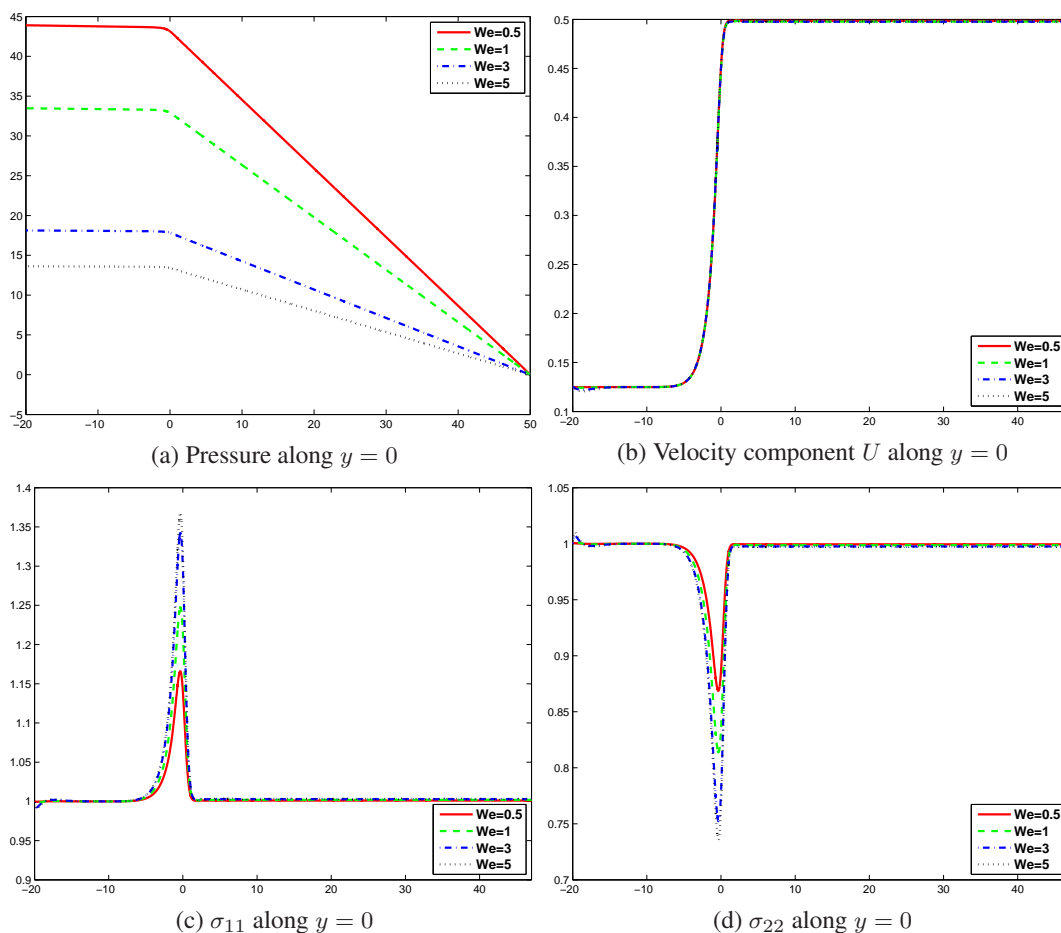 45
40
35
30
25
20
15
10
5
0
−5
−20 −10 0 10 20 30 40 50
We=0.5
We=1
We=3
We=5
(a) Pressure along y = 0
0.5
0.45
0.4
0.35
0.3
0.25
0.2
0.15
0.1
−20 −10 0 10 20 30 40
We=0.5
We=1
We=3
We=5
(b) Velocity component U along y = 0
1.4
1.35
1.3
1.25
1.2
1.15
1.1
1.05
1
0.95
0.9
−20 −10 0 10 20 30 40
We=0.5
We=1
We=3
We=5
(c) σ₁₁ along y = 0
1.05
1
0.95
0.9
0.85
0.8
0.75
0.7
−20 −10 0 10 20 30 40
We=0.5
We=1
We=3
We=5
(d) σ₂₂ along y = 0